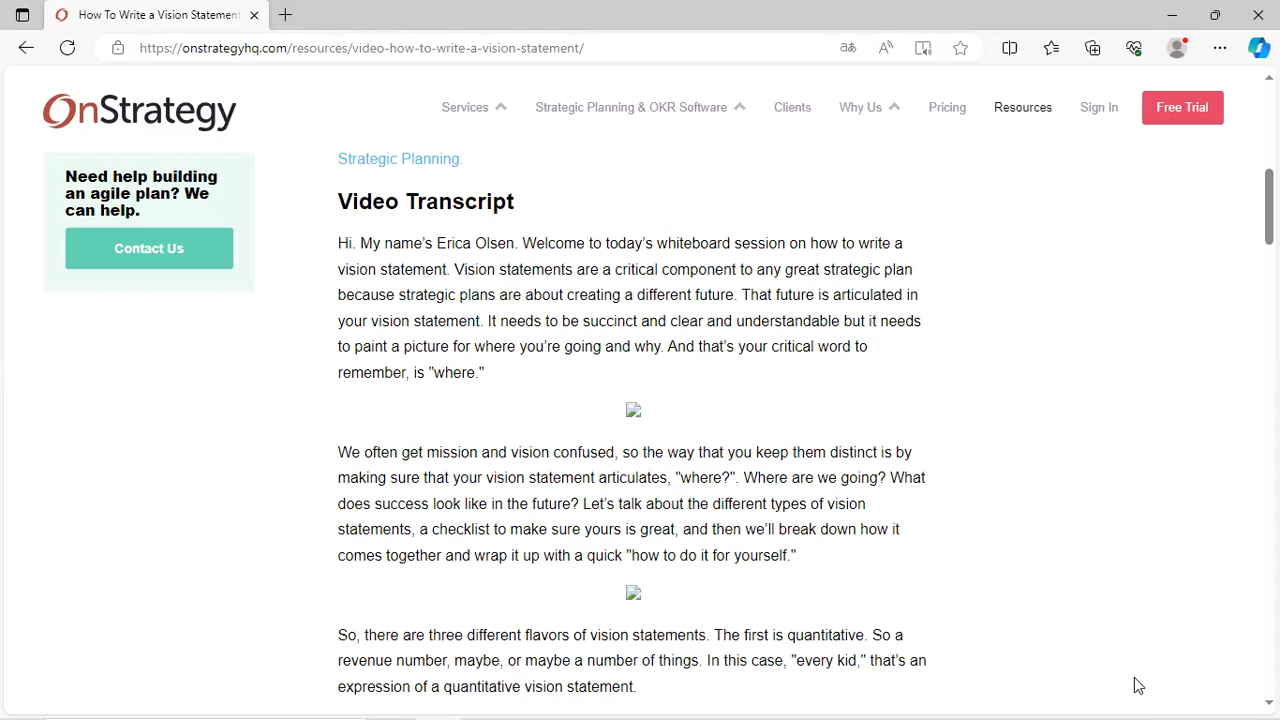 How To Write a Vision Statement
https://onstrategyhq.com/resources/video-how-to-write-a-vision-statement/
OnStrategy
Services
Strategic Planning & OKR Software
Clients
Why Us
Pricing
Resources
Sign In
Free Trial
Need help building
an agile plan? We
can help.
Contact Us
Strategic Planning.
Video Transcript
Hi. My name's Erica Olsen. Welcome to today's whiteboard session on how to write a
vision statement. Vision statements are a critical component to any great strategic plan
because strategic plans are about creating a different future. That future is articulated in
your vision statement. It needs to be succinct and clear and understandable but it needs
to paint a picture for where you're going and why. And that's your critical word to
remember, is "where."
We often get mission and vision confused, so the way that you keep them distinct is by
making sure that your vision statement articulates, "where?". Where are we going? What
does success look like in the future? Let's talk about the different types of vision
statements, a checklist to make sure yours is great, and then we'll break down how it
comes together and wrap it up with a quick "how to do it for yourself."
So, there are three different flavors of vision statements. The first is quantitative. So a
revenue number, maybe, or maybe a number of things. In this case, "every kid," that's an
expression of a quantitative vision statement.